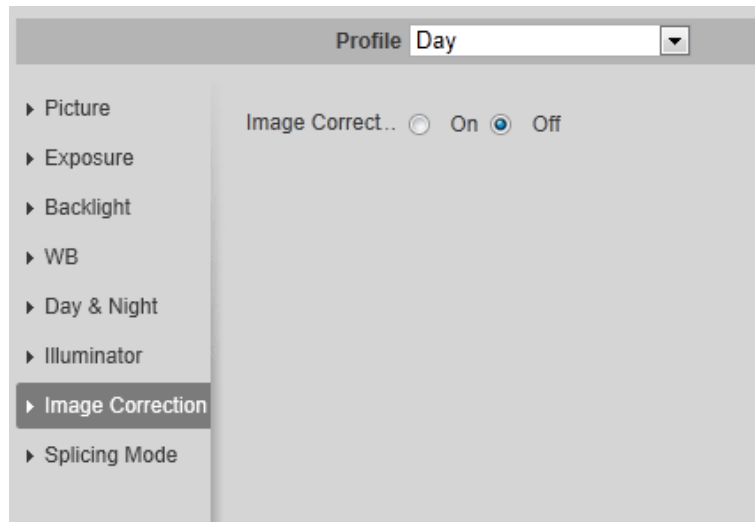 Profile Day
Picture
Image Correct.. On Off
Exposure
Backlight
WB
Day & Night
Illuminator
Image Correction
Splicing Mode